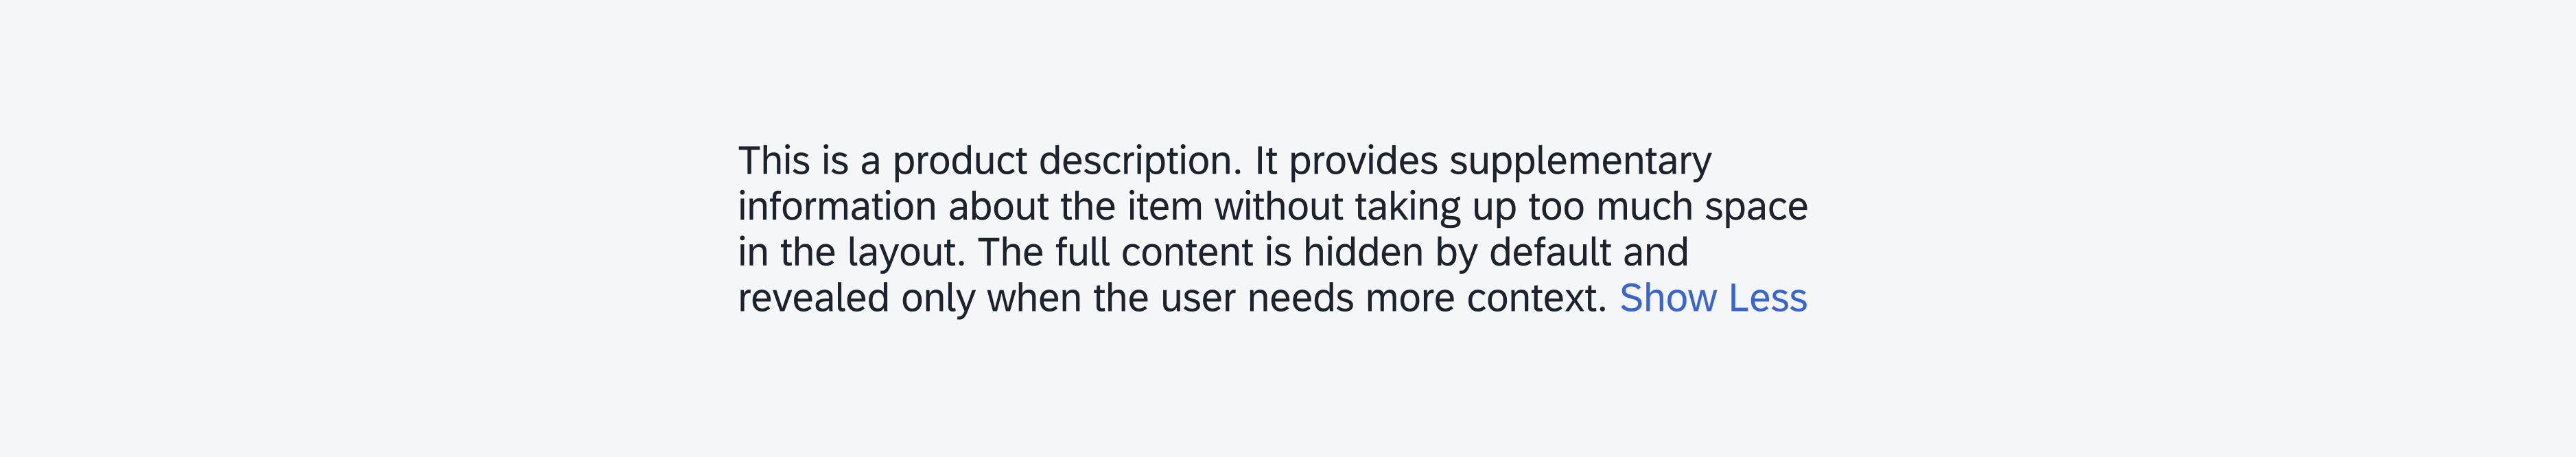 This is a product description. It provides supplementary
information about the item without taking up too much space
in the layout. The full content is hidden by default and
revealed only when the user needs more context. Show Less